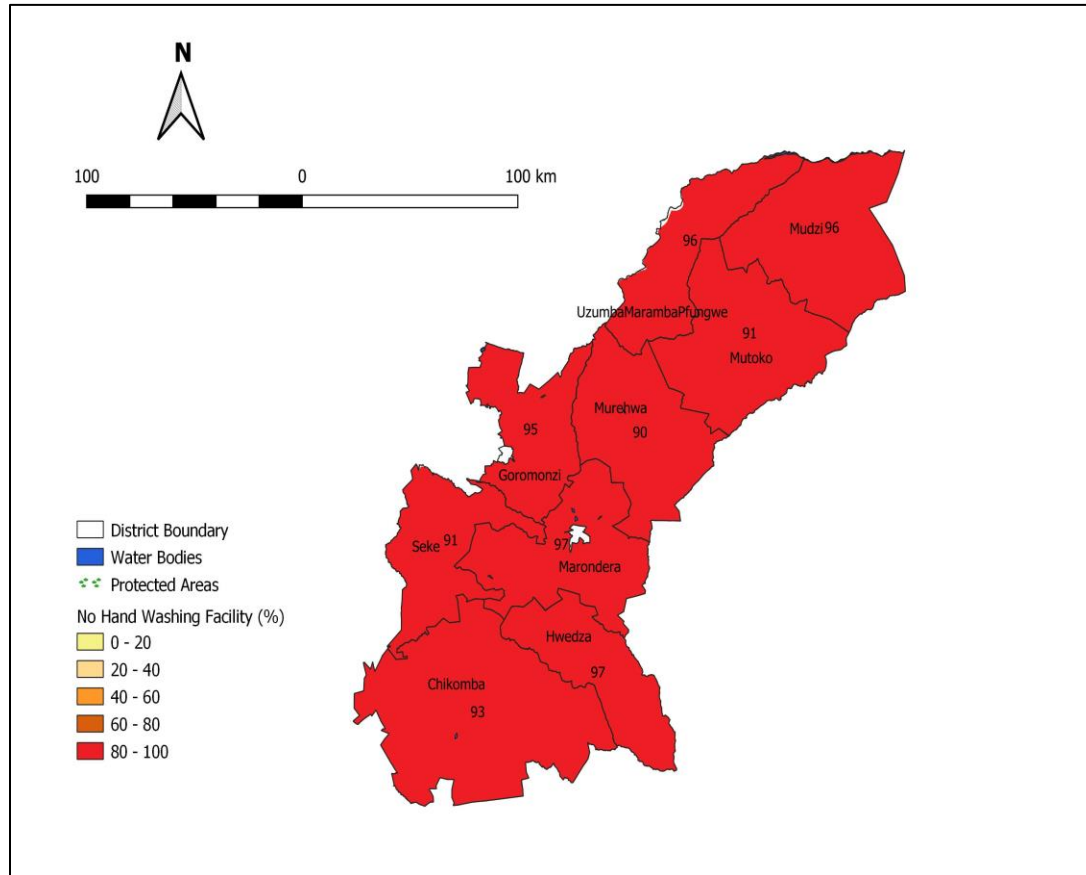 N
100 0 100 km
Mudzi 96
96
UzumbaMarambaPfungwe
91
Mutoko
Murehwa
90
95
Goromonzi
Seke 91
97
Marondera
Hwedza
97
Chikomba
93
District Boundary
Water Bodies
Protected Areas
No Hand Washing Facility (%)
0 - 20
20 - 40
40 - 60
60 - 80
80 - 100